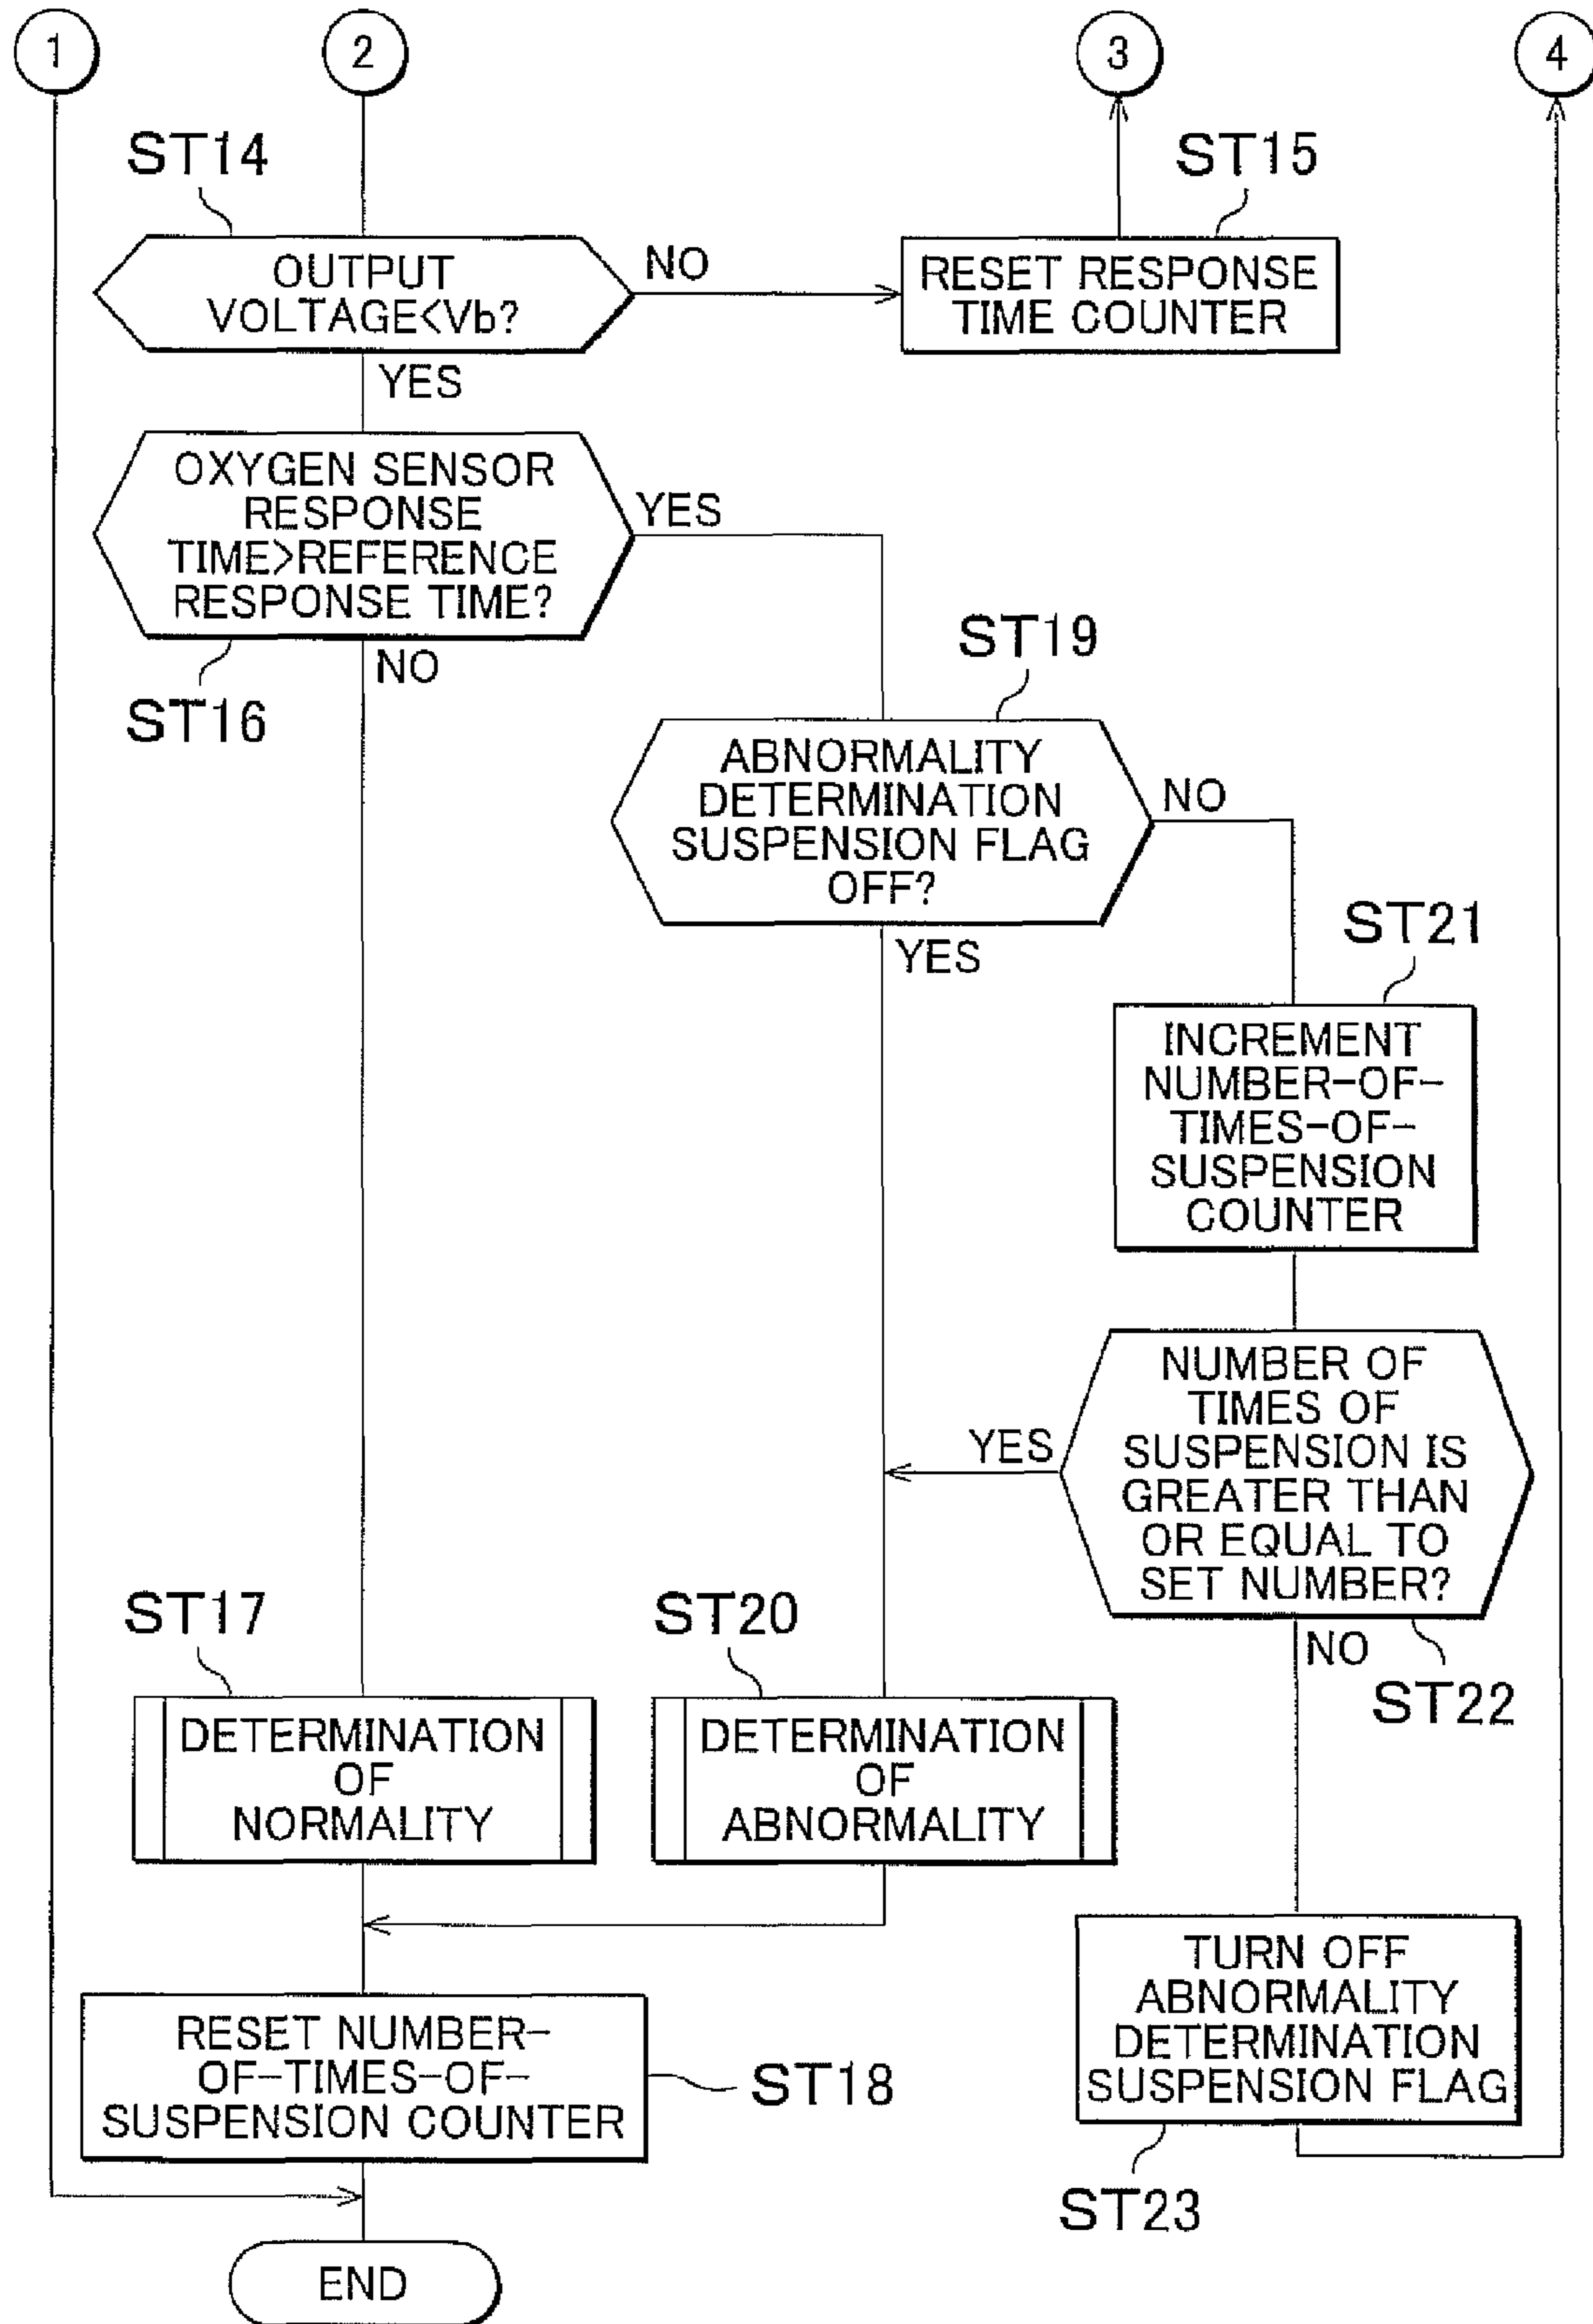 1
2
3
4
ST14
ST15
OUTPUT
VOLTAGE<Vb?
NO
RESET RESPONSE
TIME COUNTER
YES
OXYGEN SENSOR
RESPONSE
TIME>REFERENCE
RESPONSE TIME?
YES
NO
ST16
ST19
ABNORMALITY
DETERMINATION
SUSPENSION FLAG
OFF?
NO
YES
ST21
INCREMENT
NUMBER-OF-
TIMES-OF-
SUSPENSION
COUNTER
NUMBER OF
TIMES OF
SUSPENSION IS
GREATER THAN
OR EQUAL TO
SET NUMBER?
YES
NO
ST22
ST17
ST20
DETERMINATION
OF
NORMALITY
DETERMINATION
OF
ABNORMALITY
TURN OFF
ABNORMALITY
DETERMINATION
SUSPENSION FLAG
ST23
RESET NUMBER-
OF-TIMES-OF-
SUSPENSION COUNTER
ST18
END